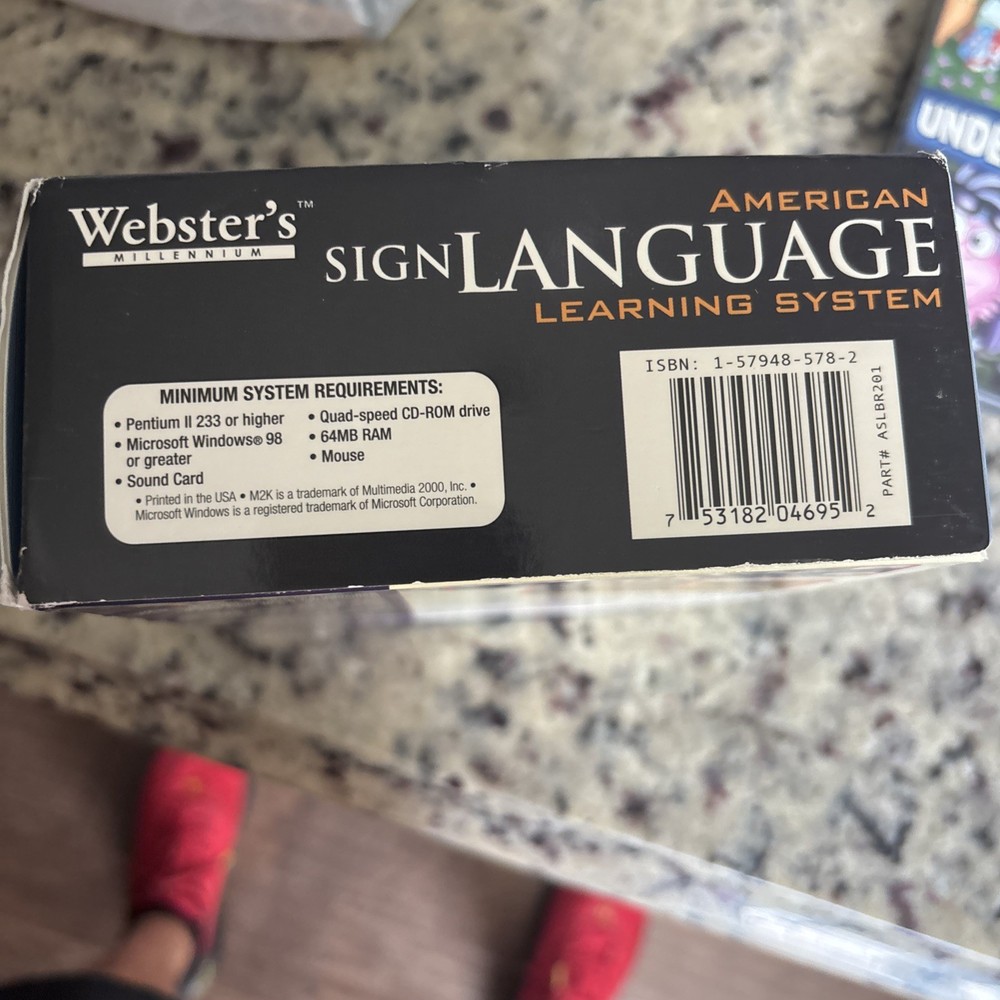 Webster's™
MILLENNIUM
AMERICAN
SIGN LANGUAGE
LEARNING SYSTEM
MINIMUM SYSTEM REQUIREMENTS:
• Pentium II 233 or higher
• Microsoft Windows® 98
or greater
• Sound Card
• Quad-speed CD-ROM drive
• 64MB RAM
• Mouse
• Printed in the USA • M2K is a trademark of Multimedia 2000, Inc. •
Microsoft Windows is a registered trademark of Microsoft Corporation.
ISBN: 1-57948-578-2
7 53182 04695 2
PART# ASLBR201